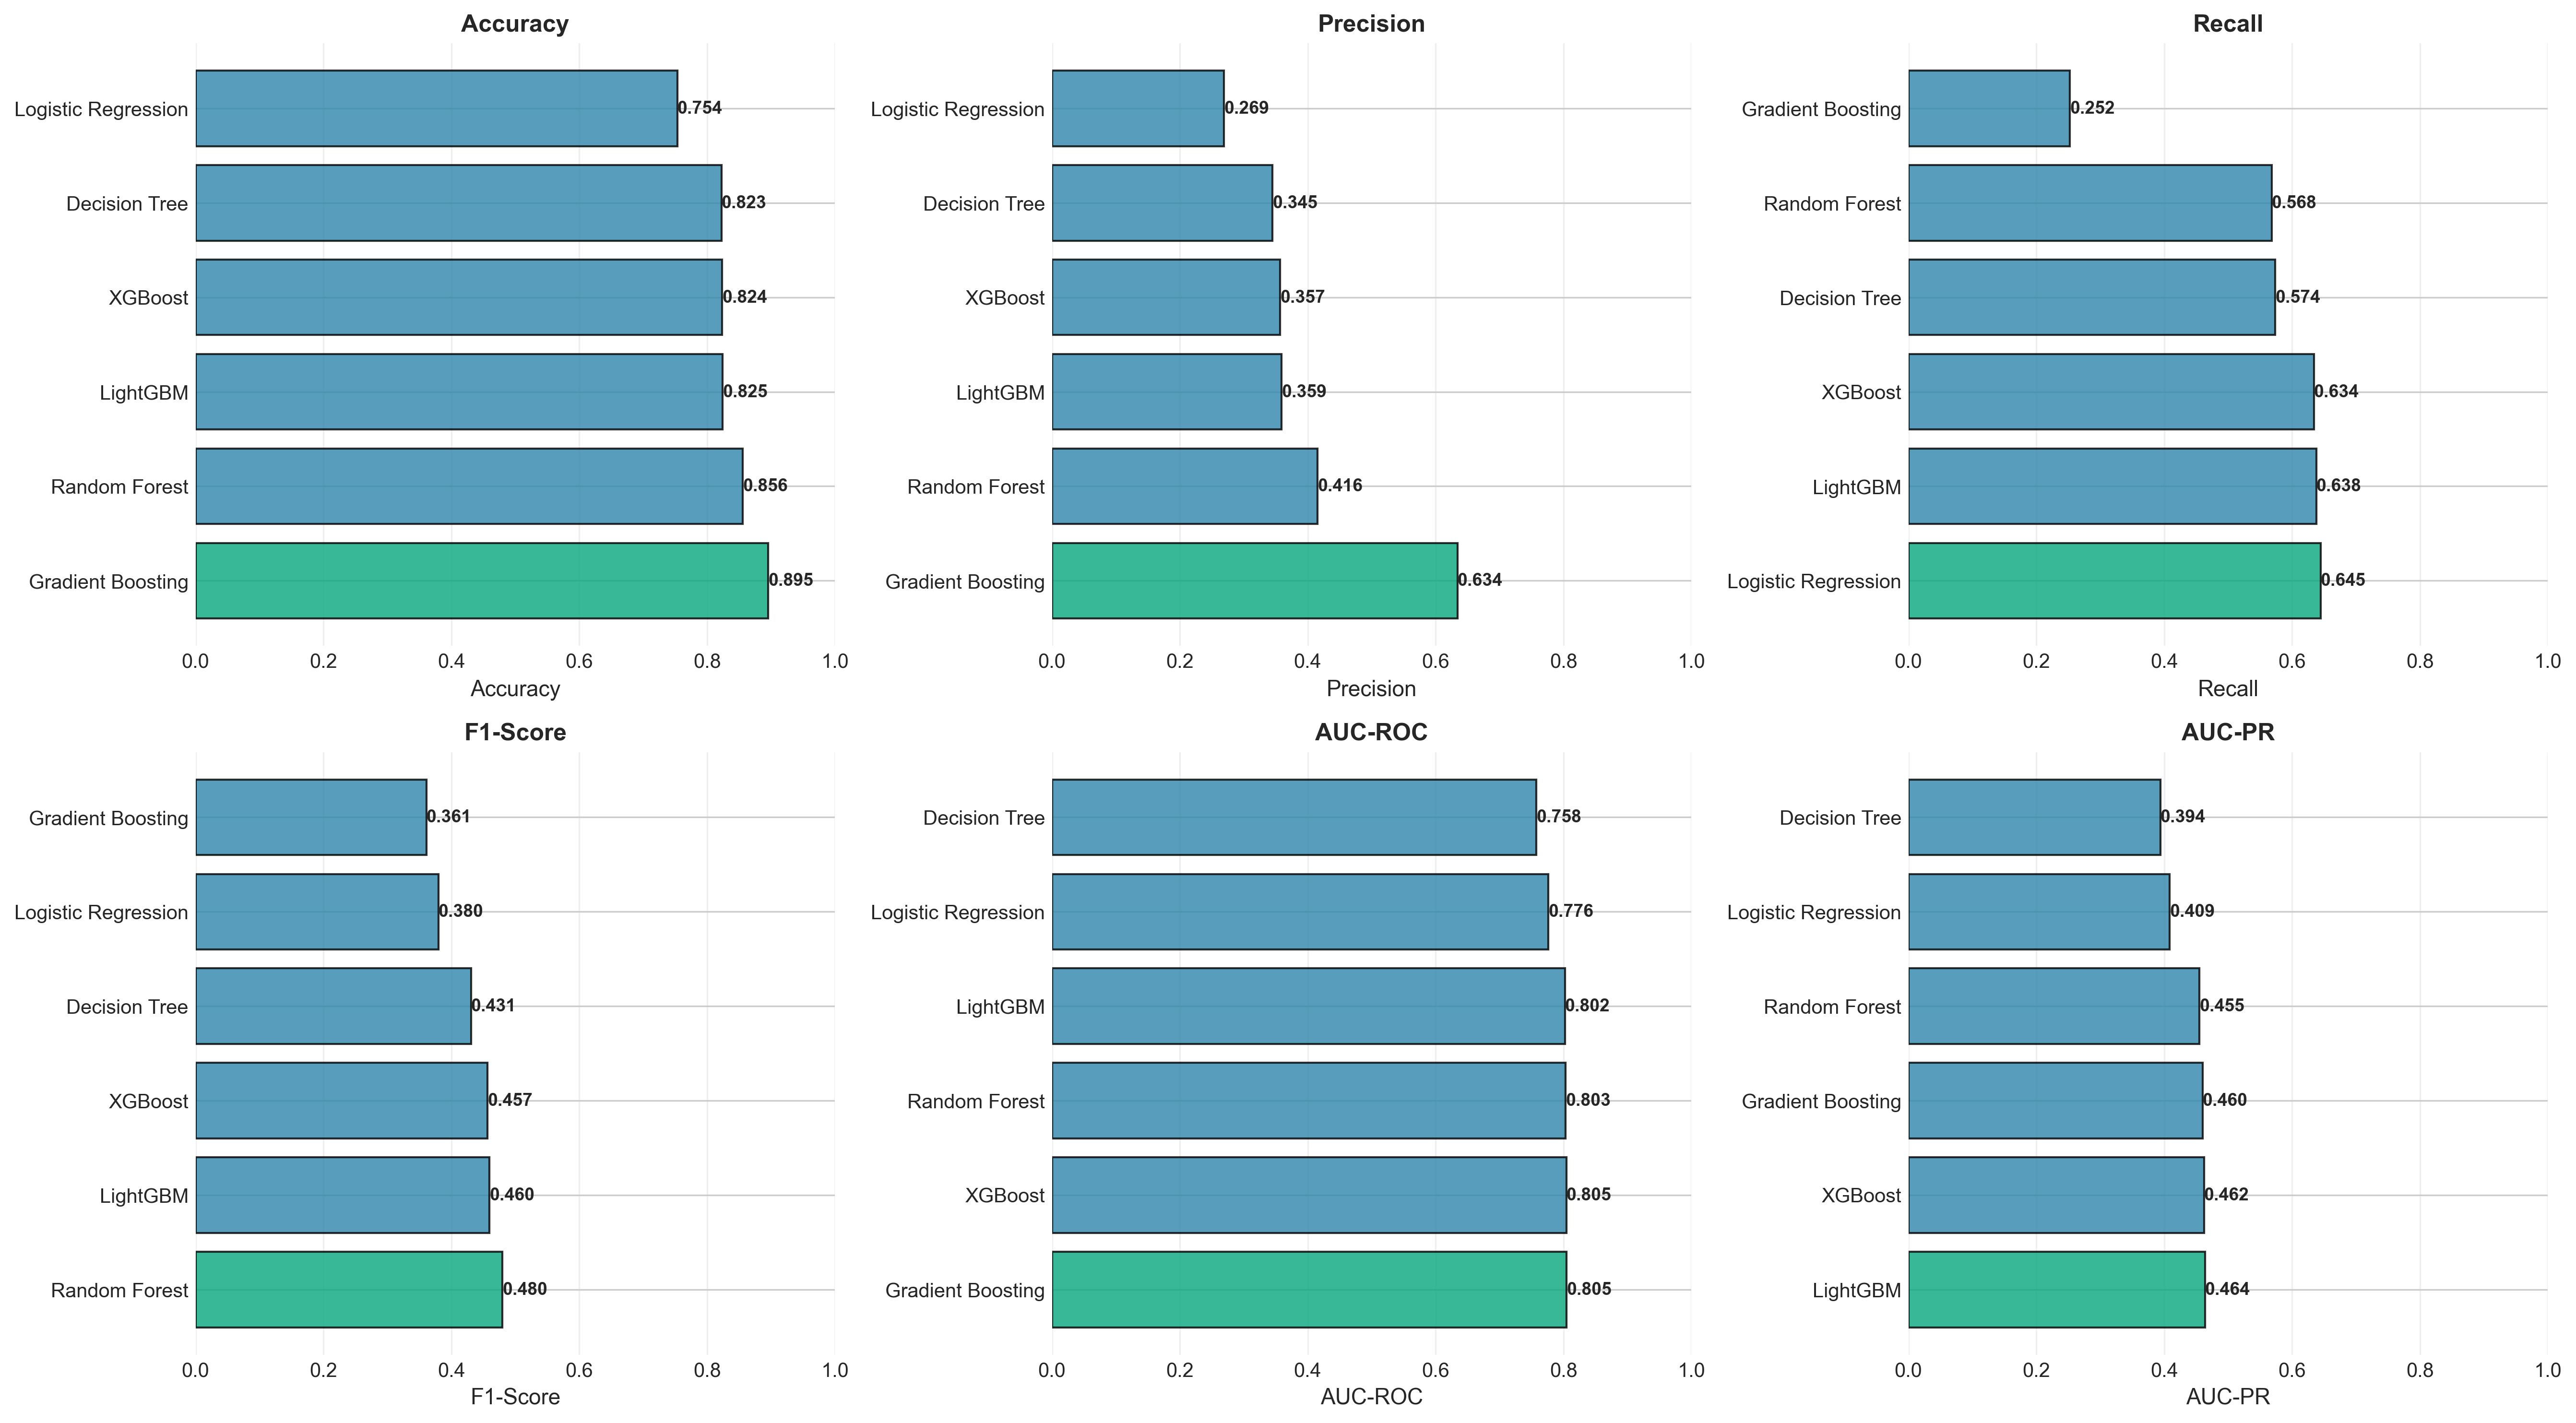 Accuracy
Logistic Regression
0.754
Decision Tree
0.823
XGBoost
0.824
LightGBM
0.825
Random Forest
0.856
Gradient Boosting
0.895
0.0 0.2 0.4 0.6 0.8 1.0
Accuracy
Precision
Logistic Regression
0.269
Decision Tree
0.345
XGBoost
0.357
LightGBM
0.359
Random Forest
0.416
Gradient Boosting
0.634
0.0 0.2 0.4 0.6 0.8 1.0
Precision
Recall
Gradient Boosting
0.252
Random Forest
0.568
Decision Tree
0.574
XGBoost
0.634
LightGBM
0.638
Logistic Regression
0.645
0.0 0.2 0.4 0.6 0.8 1.0
Recall
F1-Score
Gradient Boosting
0.361
Logistic Regression
0.380
Decision Tree
0.431
XGBoost
0.457
LightGBM
0.460
Random Forest
0.480
0.0 0.2 0.4 0.6 0.8 1.0
F1-Score
AUC-ROC
Decision Tree
0.758
Logistic Regression
0.776
LightGBM
0.802
Random Forest
0.803
XGBoost
0.805
Gradient Boosting
0.805
0.0 0.2 0.4 0.6 0.8 1.0
AUC-ROC
AUC-PR
Decision Tree
0.394
Logistic Regression
0.409
Random Forest
0.455
Gradient Boosting
0.460
XGBoost
0.462
LightGBM
0.464
0.0 0.2 0.4 0.6 0.8 1.0
AUC-PR